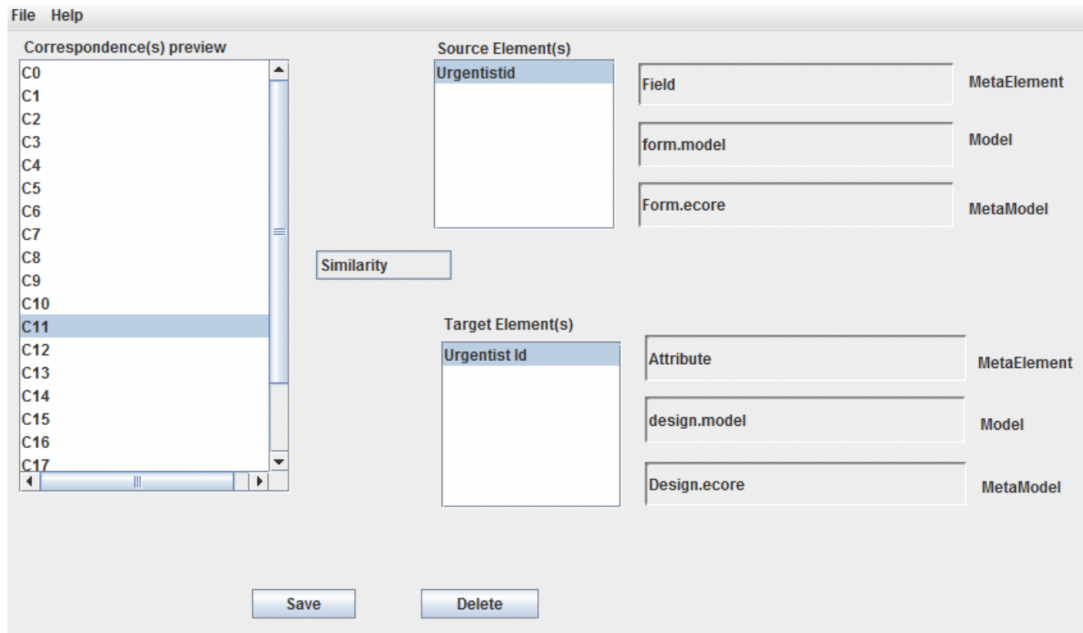 File Help
Correspondence(s) preview
C0
C1
C2
C3
C4
C5
C6
C7
C8
C9
C10
C11
C12
C13
C14
C15
C16
C17
Similarity
Source Element(s)
Urgentistid
Field MetaElement
form.model Model
Form.ecore MetaModel
Target Element(s)
Urgentist Id
Attribute MetaElement
design.model Model
Design.ecore MetaModel
Save Delete